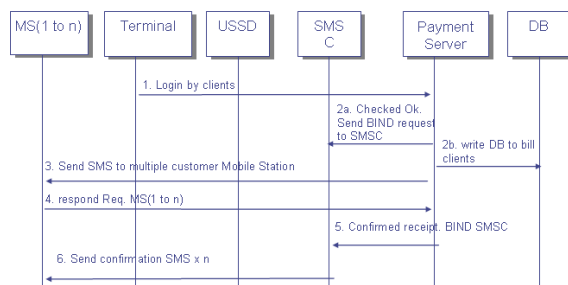 MS(1 to n)
Terminal
USSD
SMS
C
Payment
Server
DB
1. Login by clients
2a. Checked Ok.
Send BIND request
to SMSC
2b. write DB to bill
clients
3. Send SMS to multiple customer Mobile Station
4. respond Req. MS(1 to n)
5. Confirmed receipt. BIND SMSC
6. Send confirmation SMS x n